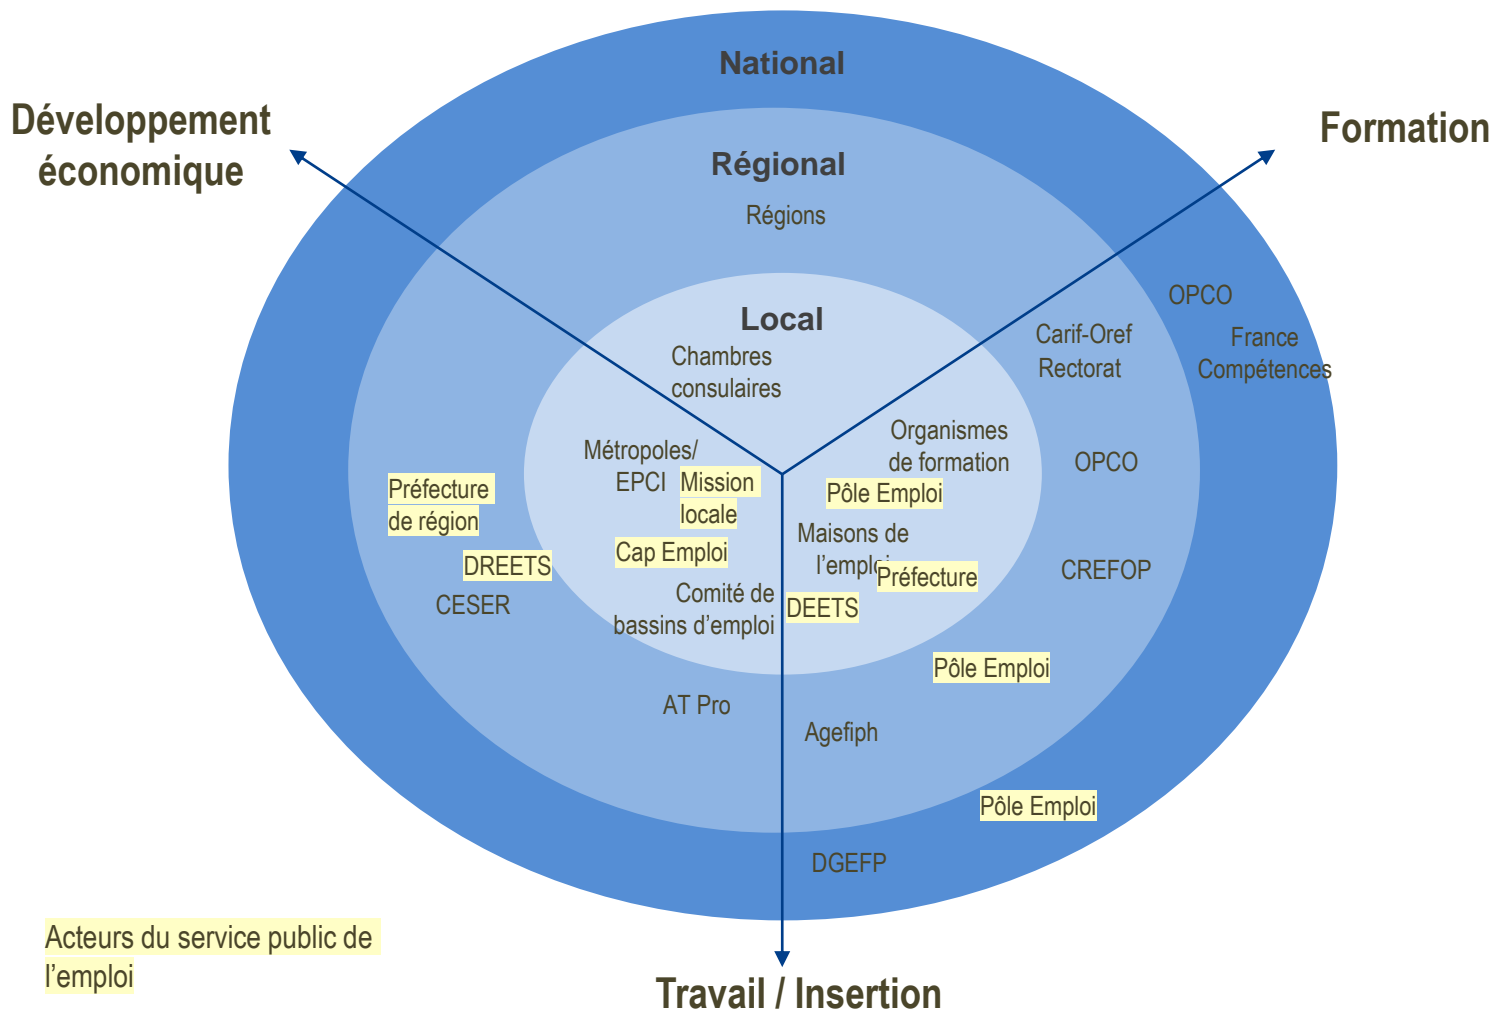 National
Développement
économique
Formation
Régional
Régions
Local
Chambres
consulaires
OPCO
France
Compétences
Carif-Oref
Rectorat
Organismes
de formation
OPCO
Métropoles/
EPCI
Mission
locale
Pôle Emploi
Préfecture
de région
Cap Emploi
Maisons de
l’emploi
Préfecture
DREETS
CESER
CREFOP
Comité de
bassins d’emploi
DEETS
Pôle Emploi
AT Pro
Agefiph
Pôle Emploi
DGEFP
Acteurs du service public de
l’emploi
Travail / Insertion